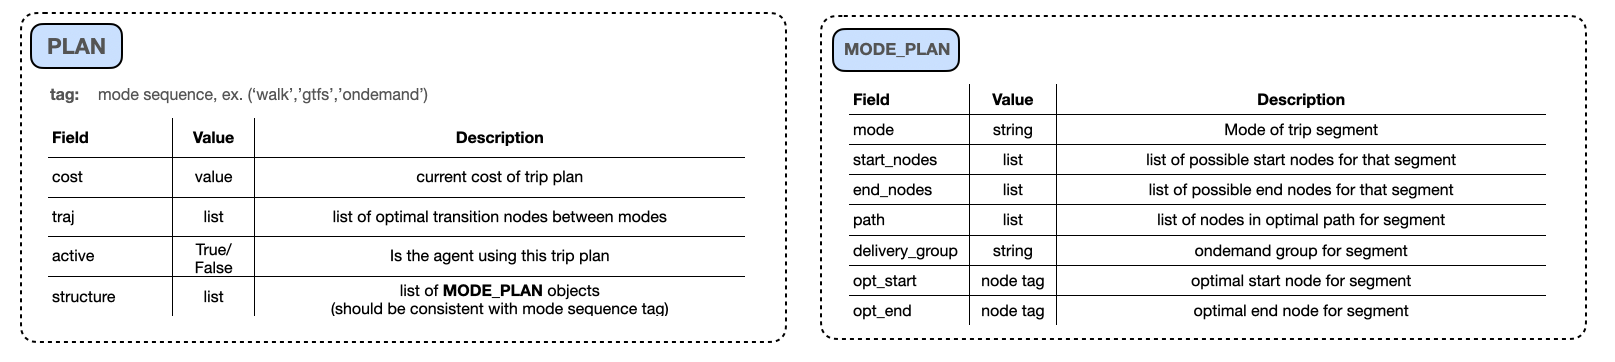 PLAN
tag: mode sequence, ex. (‘walk’,’gtfs’,’ondemand’)
Field Value Description
cost value current cost of trip plan
traj list list of optimal transition nodes between modes
active True/ False Is the agent using this trip plan
structure list list of MODE_PLAN objects
(should be consistent with mode sequence tag)
MODE_PLAN
Field Value Description
mode string Mode of trip segment
start_nodes list list of possible start nodes for that segment
end_nodes list list of possible end nodes for that segment
path list list of nodes in optimal path for segment
delivery_group string ondemand group for segment
opt_start node tag optimal start node for segment
opt_end node tag optimal end node for segment